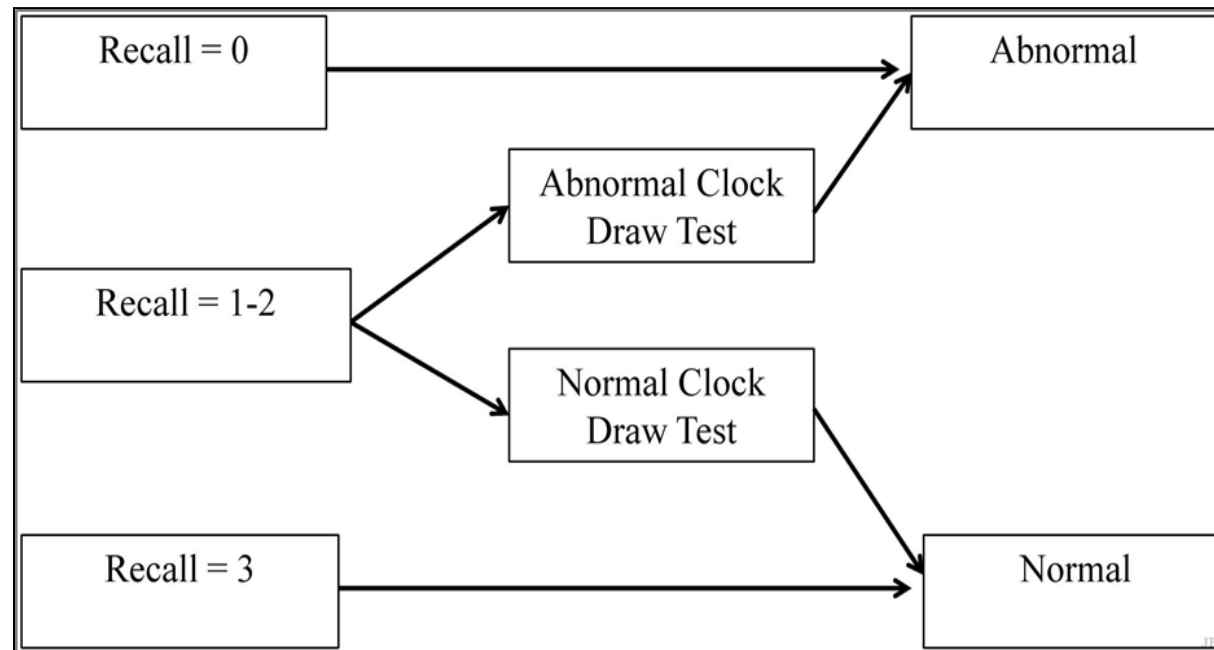 Recall = 0
Abnormal
Abnormal Clock
Draw Test
Recall = 1-2
Normal Clock
Draw Test
Recall = 3
Normal